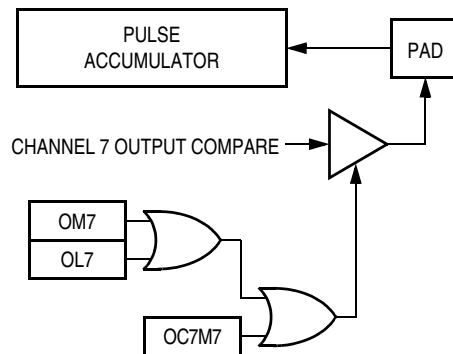 PULSE
ACCUMULATOR
PAD
CHANNEL 7 OUTPUT COMPARE
OM7
OL7
OC7M7